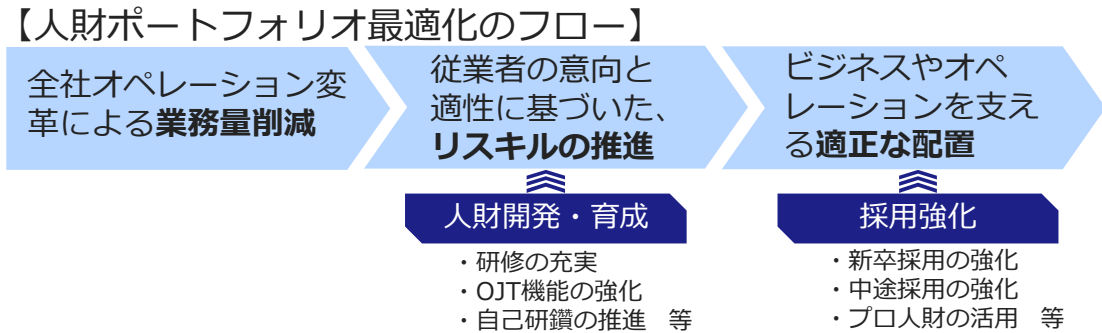 【人財ポートフォリオ最適化のフロー】
全社オペレーション変
革による業務量削減
従業者の意向と
適性に基づいた、
リスキルの推進
ビジネスやオペ
レーションを支え
る適正な配置
人財開発・育成
・研修の充実
・OJT機能の強化
・自己研鑽の推進　等
採用強化
・新卒採用の強化
・中途採用の強化
・プロ人財の活用　等